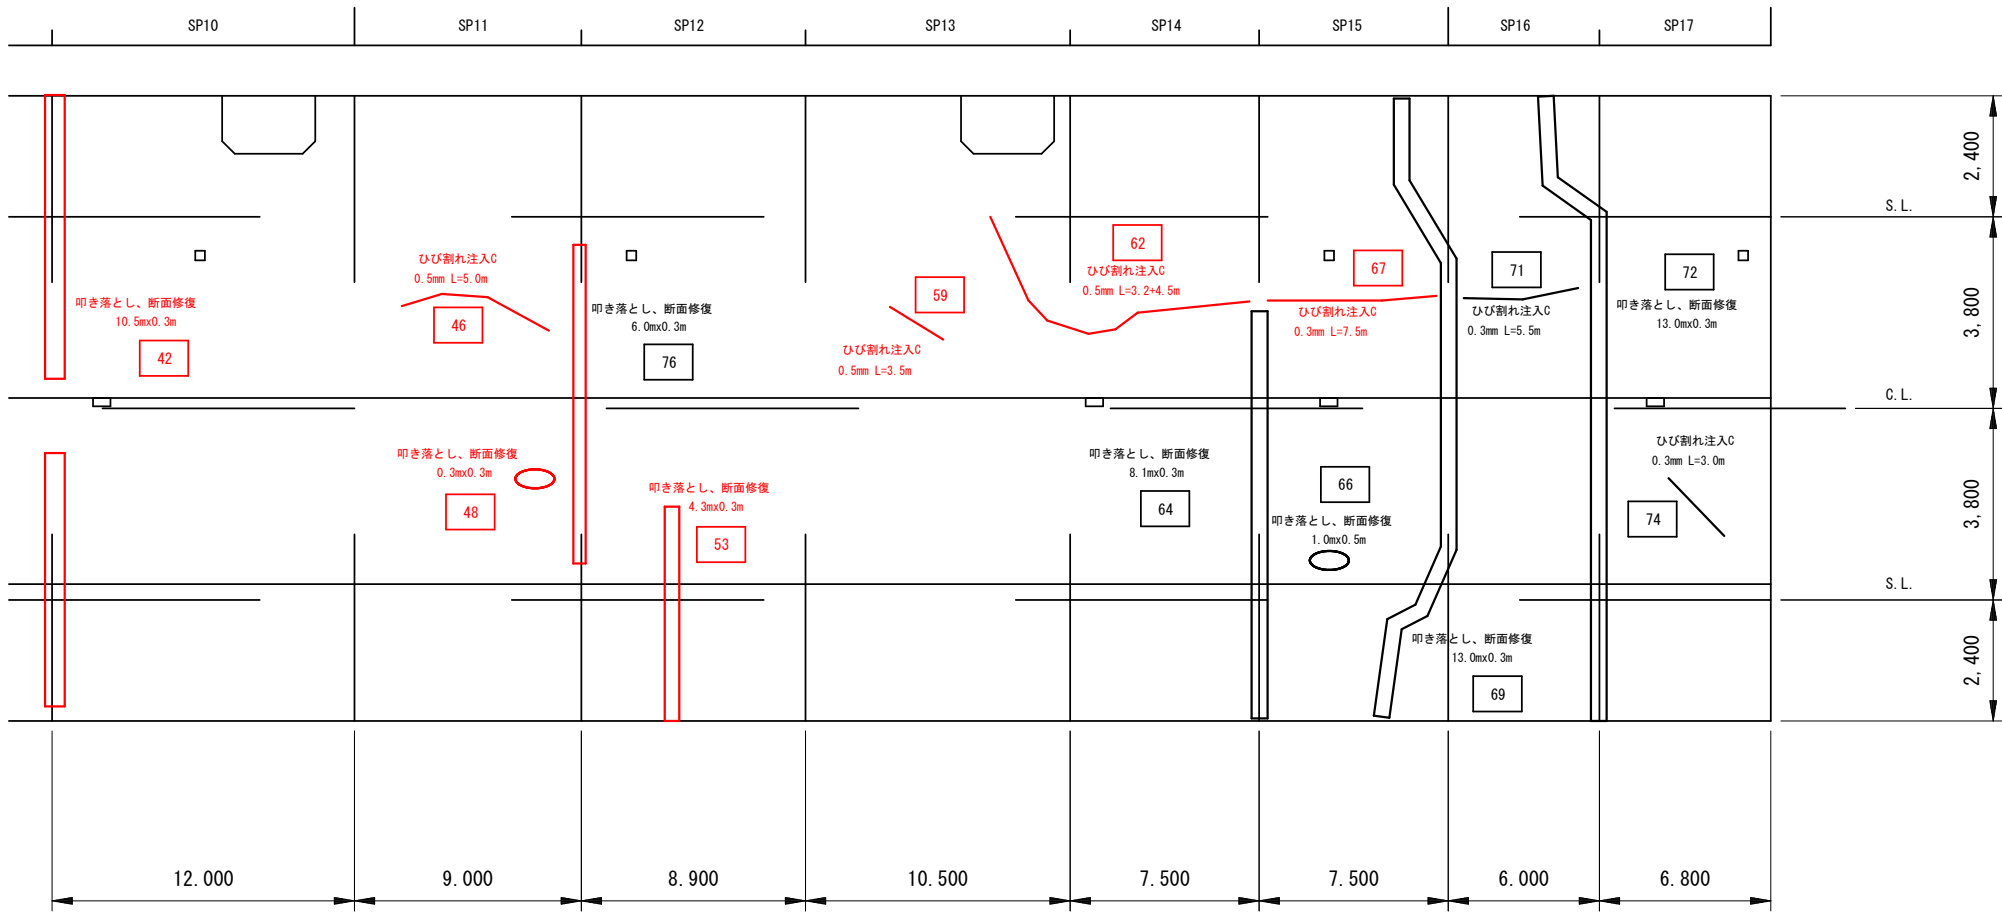 SP10
SP11
SP12
SP13
SP14
SP15
SP16
SP17
2,400
S.L.
3,800
C.L.
3,800
S.L.
2,400
叩き落とし、断面修復
10.5mx0.3m
42
ひび割れ注入C
0.5mm L=5.0m
46
叩き落とし、断面修復
6.0mx0.3m
76
59
ひび割れ注入C
0.5mm L=3.5m
62
ひび割れ注入C
0.5mm L=3.2+4.5m
67
ひび割れ注入C
0.3mm L=7.5m
71
ひび割れ注入C
0.3mm L=5.5m
72
叩き落とし、断面修復
13.0mx0.3m
叩き落とし、断面修復
0.3mx0.3m
48
叩き落とし、断面修復
4.3mx0.3m
53
叩き落とし、断面修復
8.1mx0.3m
64
66
叩き落とし、断面修復
1.0mx0.5m
ひび割れ注入C
0.3mm L=3.0m
74
叩き落とし、断面修復
13.0mx0.3m
69
12.000
9.000
8.900
10.500
7.500
7.500
6.000
6.800